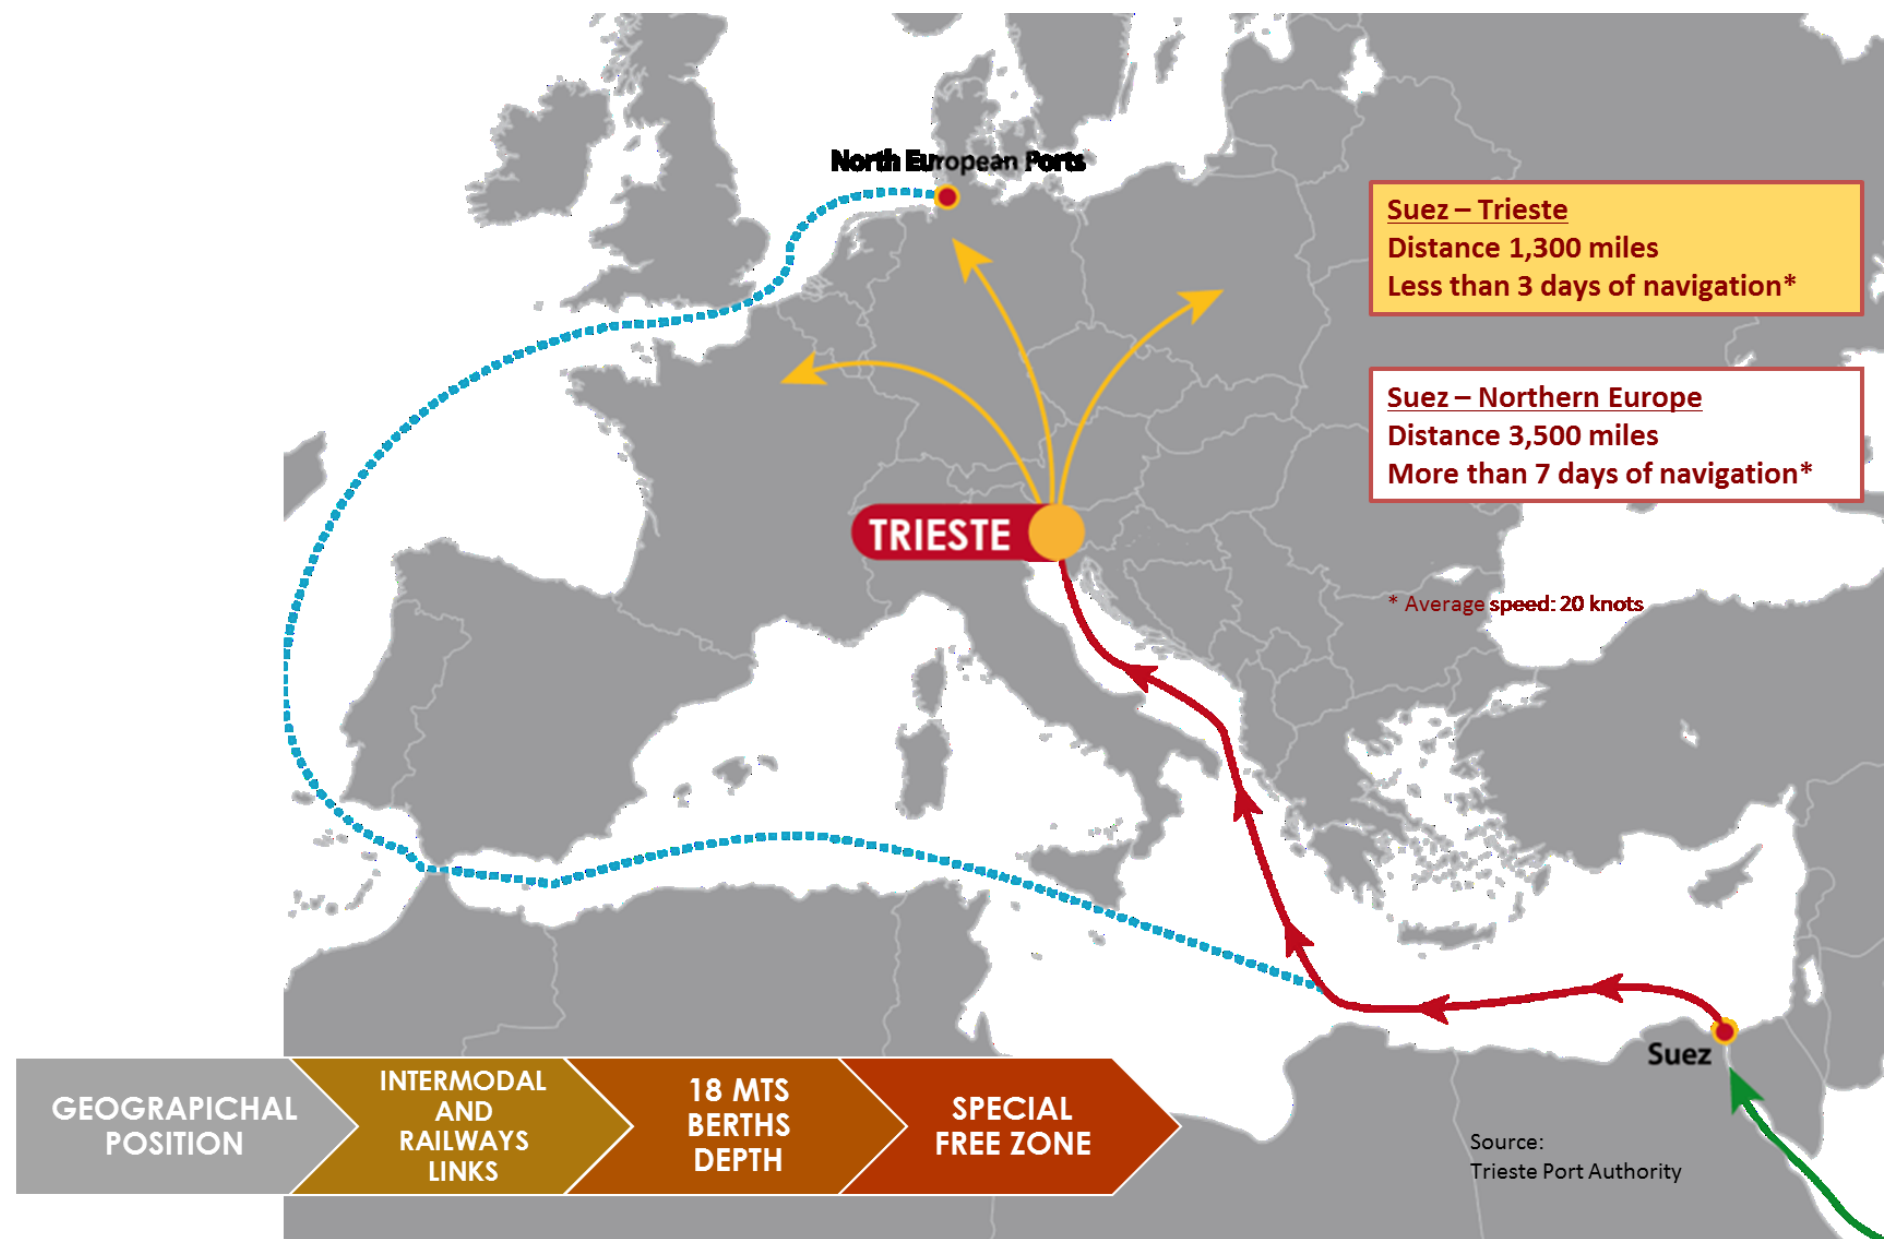 North European Ports
Suez – Trieste
Distance 1,300 miles
Less than 3 days of navigation*
Suez – Northern Europe
Distance 3,500 miles
More than 7 days of navigation*
TRIESTE
* Average speed: 20 knots
Suez
GEOGRAPICHAL
POSITION
INTERMODAL
AND
RAILWAYS
LINKS
18 MTS
BERTHS
DEPTH
SPECIAL
FREE ZONE
Source:
Trieste Port Authority